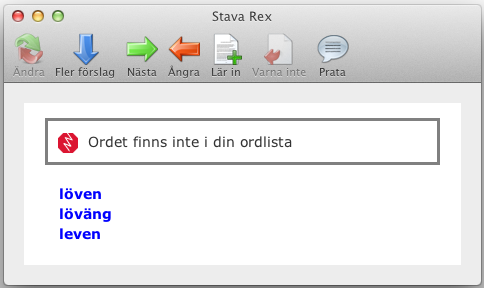 Stava Rex
Ändra Fler förslag Nästa Ångra Lär in Varna inte Prata
Ordet finns inte i din ordlista
löven
löväng
leven